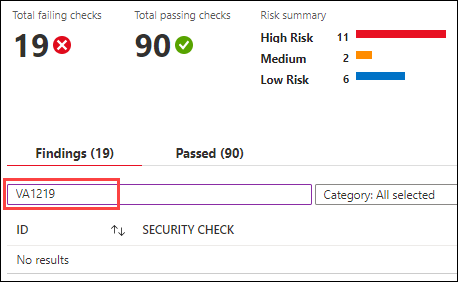 Total failing checks
Total passing checks
Risk summary
19
90
High Risk 11
Medium 2
Low Risk 6
Findings (19)
Passed (90)
VA1219
Category: All selected
ID
SECURITY CHECK
No results